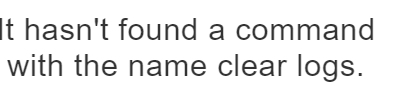 It hasn't found a command
with the name clear logs.